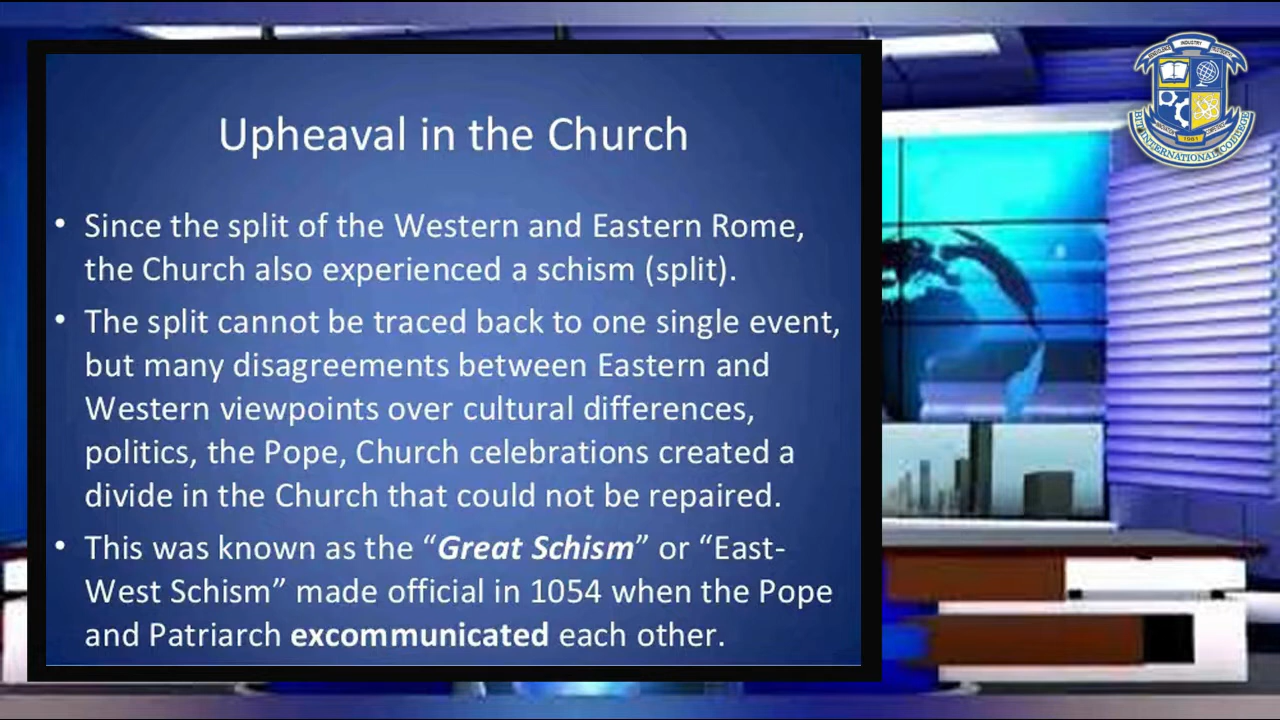 Upheaval in the Church
• Since the split of the Western and Eastern Rome,
the Church also experienced a schism (split).
• The split cannot be traced back to one single event,
but many disagreements between Eastern and
Western viewpoints over cultural differences,
politics, the Pope, Church celebrations created a
divide in the Church that could not be repaired.
• This was known as the “Great Schism” or “East-
West Schism” made official in 1054 when the Pope
and Patriarch excommunicated each other.
INDUSTRY
BIT INTERNATIONAL COLLEGE